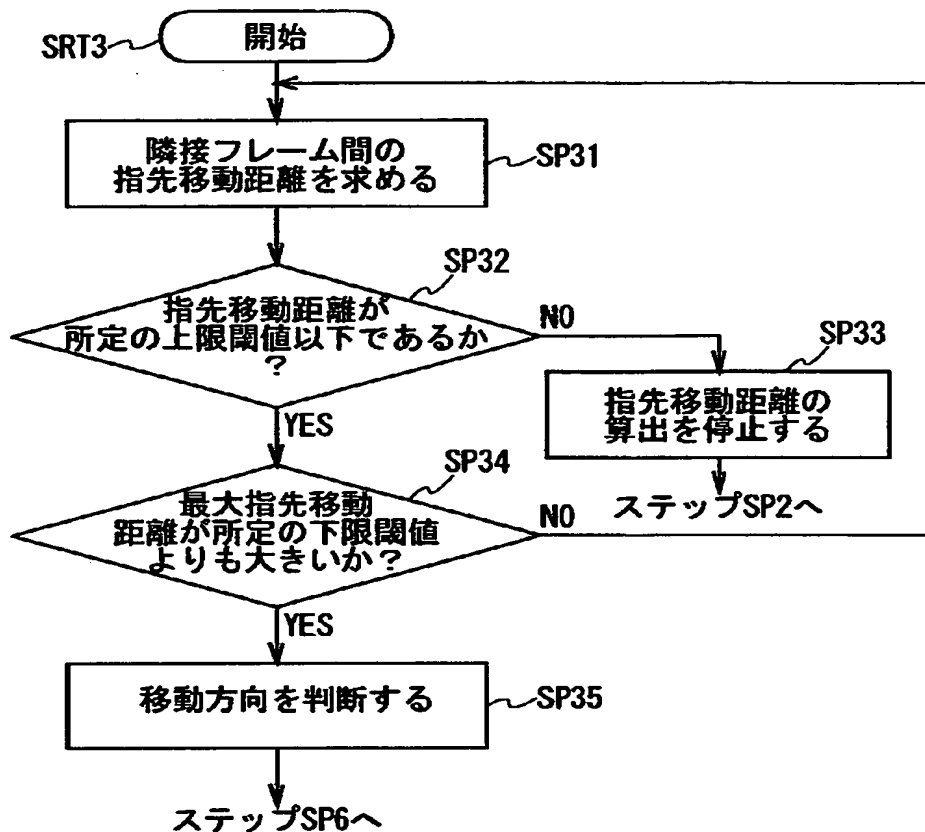 SRT3
開始
隣接フレーム間の
指先移動距離を求める
SP31
SP32
指先移動距離が
所定の上限閾値以下であるか
?
NO
YES
SP33
指先移動距離の
算出を停止する
ステップSP2へ
SP34
最大指先移動
距離が所定の下限閾値
よりも大きいか?
NO
YES
移動方向を判断する
SP35
ステップSP6へ